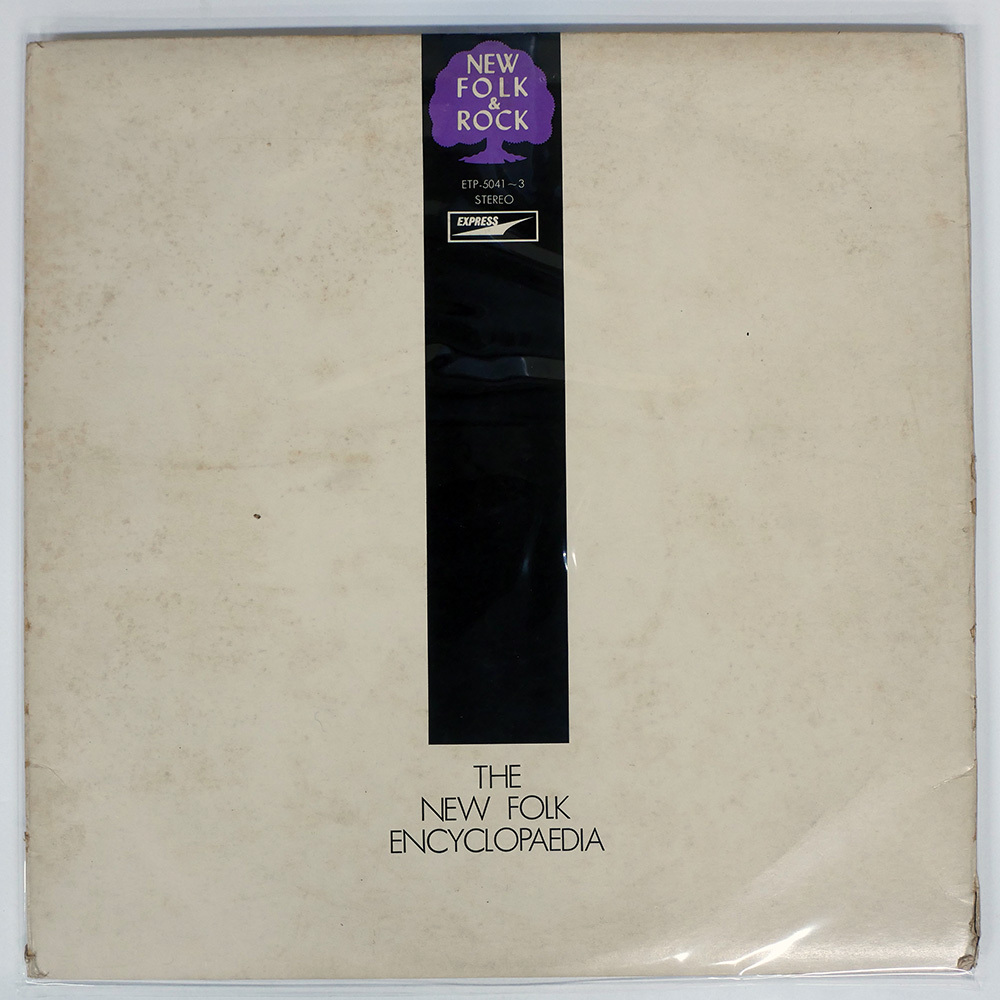 NEW
FOLK
&
ROCK
ETP-5041~3
STEREO
EXPRESS
THE
NEW FOLK
ENCYCLOPAEDIA